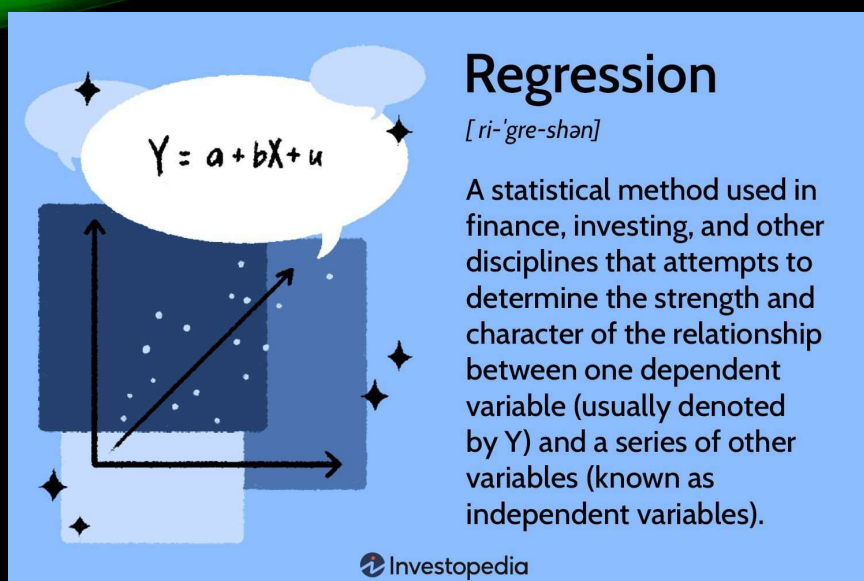 Y = a + bX + u
Regression
[ ri-'gre-shən]
A statistical method used in
finance, investing, and other
disciplines that attempts to
determine the strength and
character of the relationship
between one dependent
variable (usually denoted
by Y) and a series of other
variables (known as
independent variables).
Investopedia